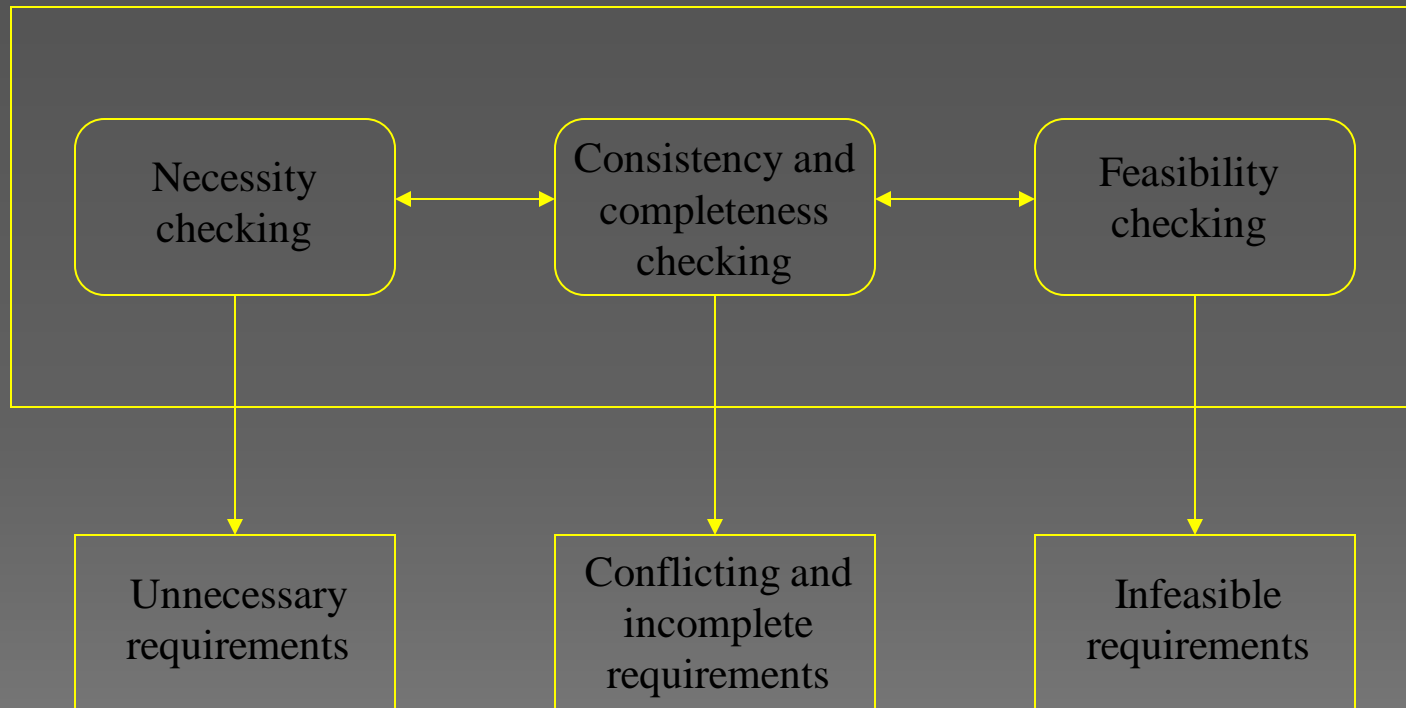 Necessity
checking
Consistency and
completeness
checking
Feasibility
checking
Unnecessary
requirements
Conflicting and
incomplete
requirements
Infeasible
requirements